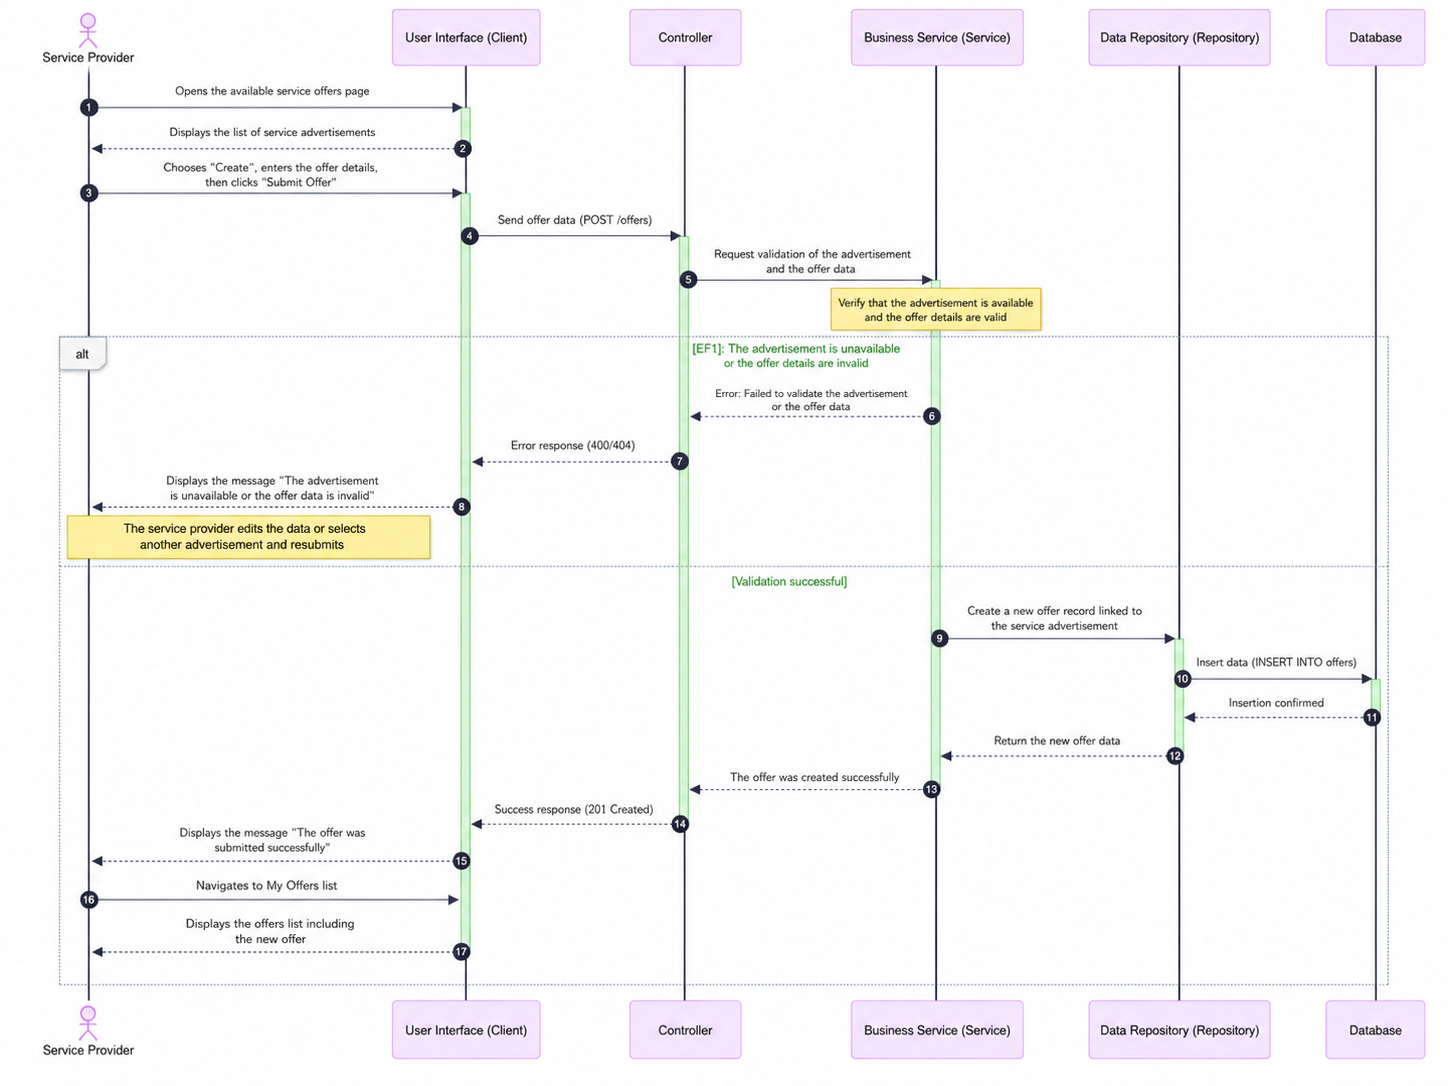 User Interface (Client)
Controller
Business Service (Service)
Data Repository (Repository)
Database
Service Provider
Opens the available service offers page
1
Displays the list of service advertisements
2
Chooses "Create", enters the offer details,
then clicks "Submit Offer"
3
Send offer data (POST /offers)
4
Request validation of the advertisement
and the offer data
5
Verify that the advertisement is available
and the offer details are valid
alt
[EF1]: The advertisement is unavailable
or the offer details are invalid
Error: Failed to validate the advertisement
or the offer data
6
Error response (400/404)
7
Displays the message "The advertisement
is unavailable or the offer data is invalid"
8
The service provider edits the data or selects
another advertisement and resubmits
[Validation successful]
Create a new offer record linked to
the service advertisement
9
Insert data (INSERT INTO offers)
10
Insertion confirmed
11
Return the new offer data
12
The offer was created successfully
13
Success response (201 Created)
14
Displays the message "The offer was
submitted successfully"
15
Navigates to My Offers list
16
Displays the offers list including
the new offer
17
Service Provider
User Interface (Client)
Controller
Business Service (Service)
Data Repository (Repository)
Database